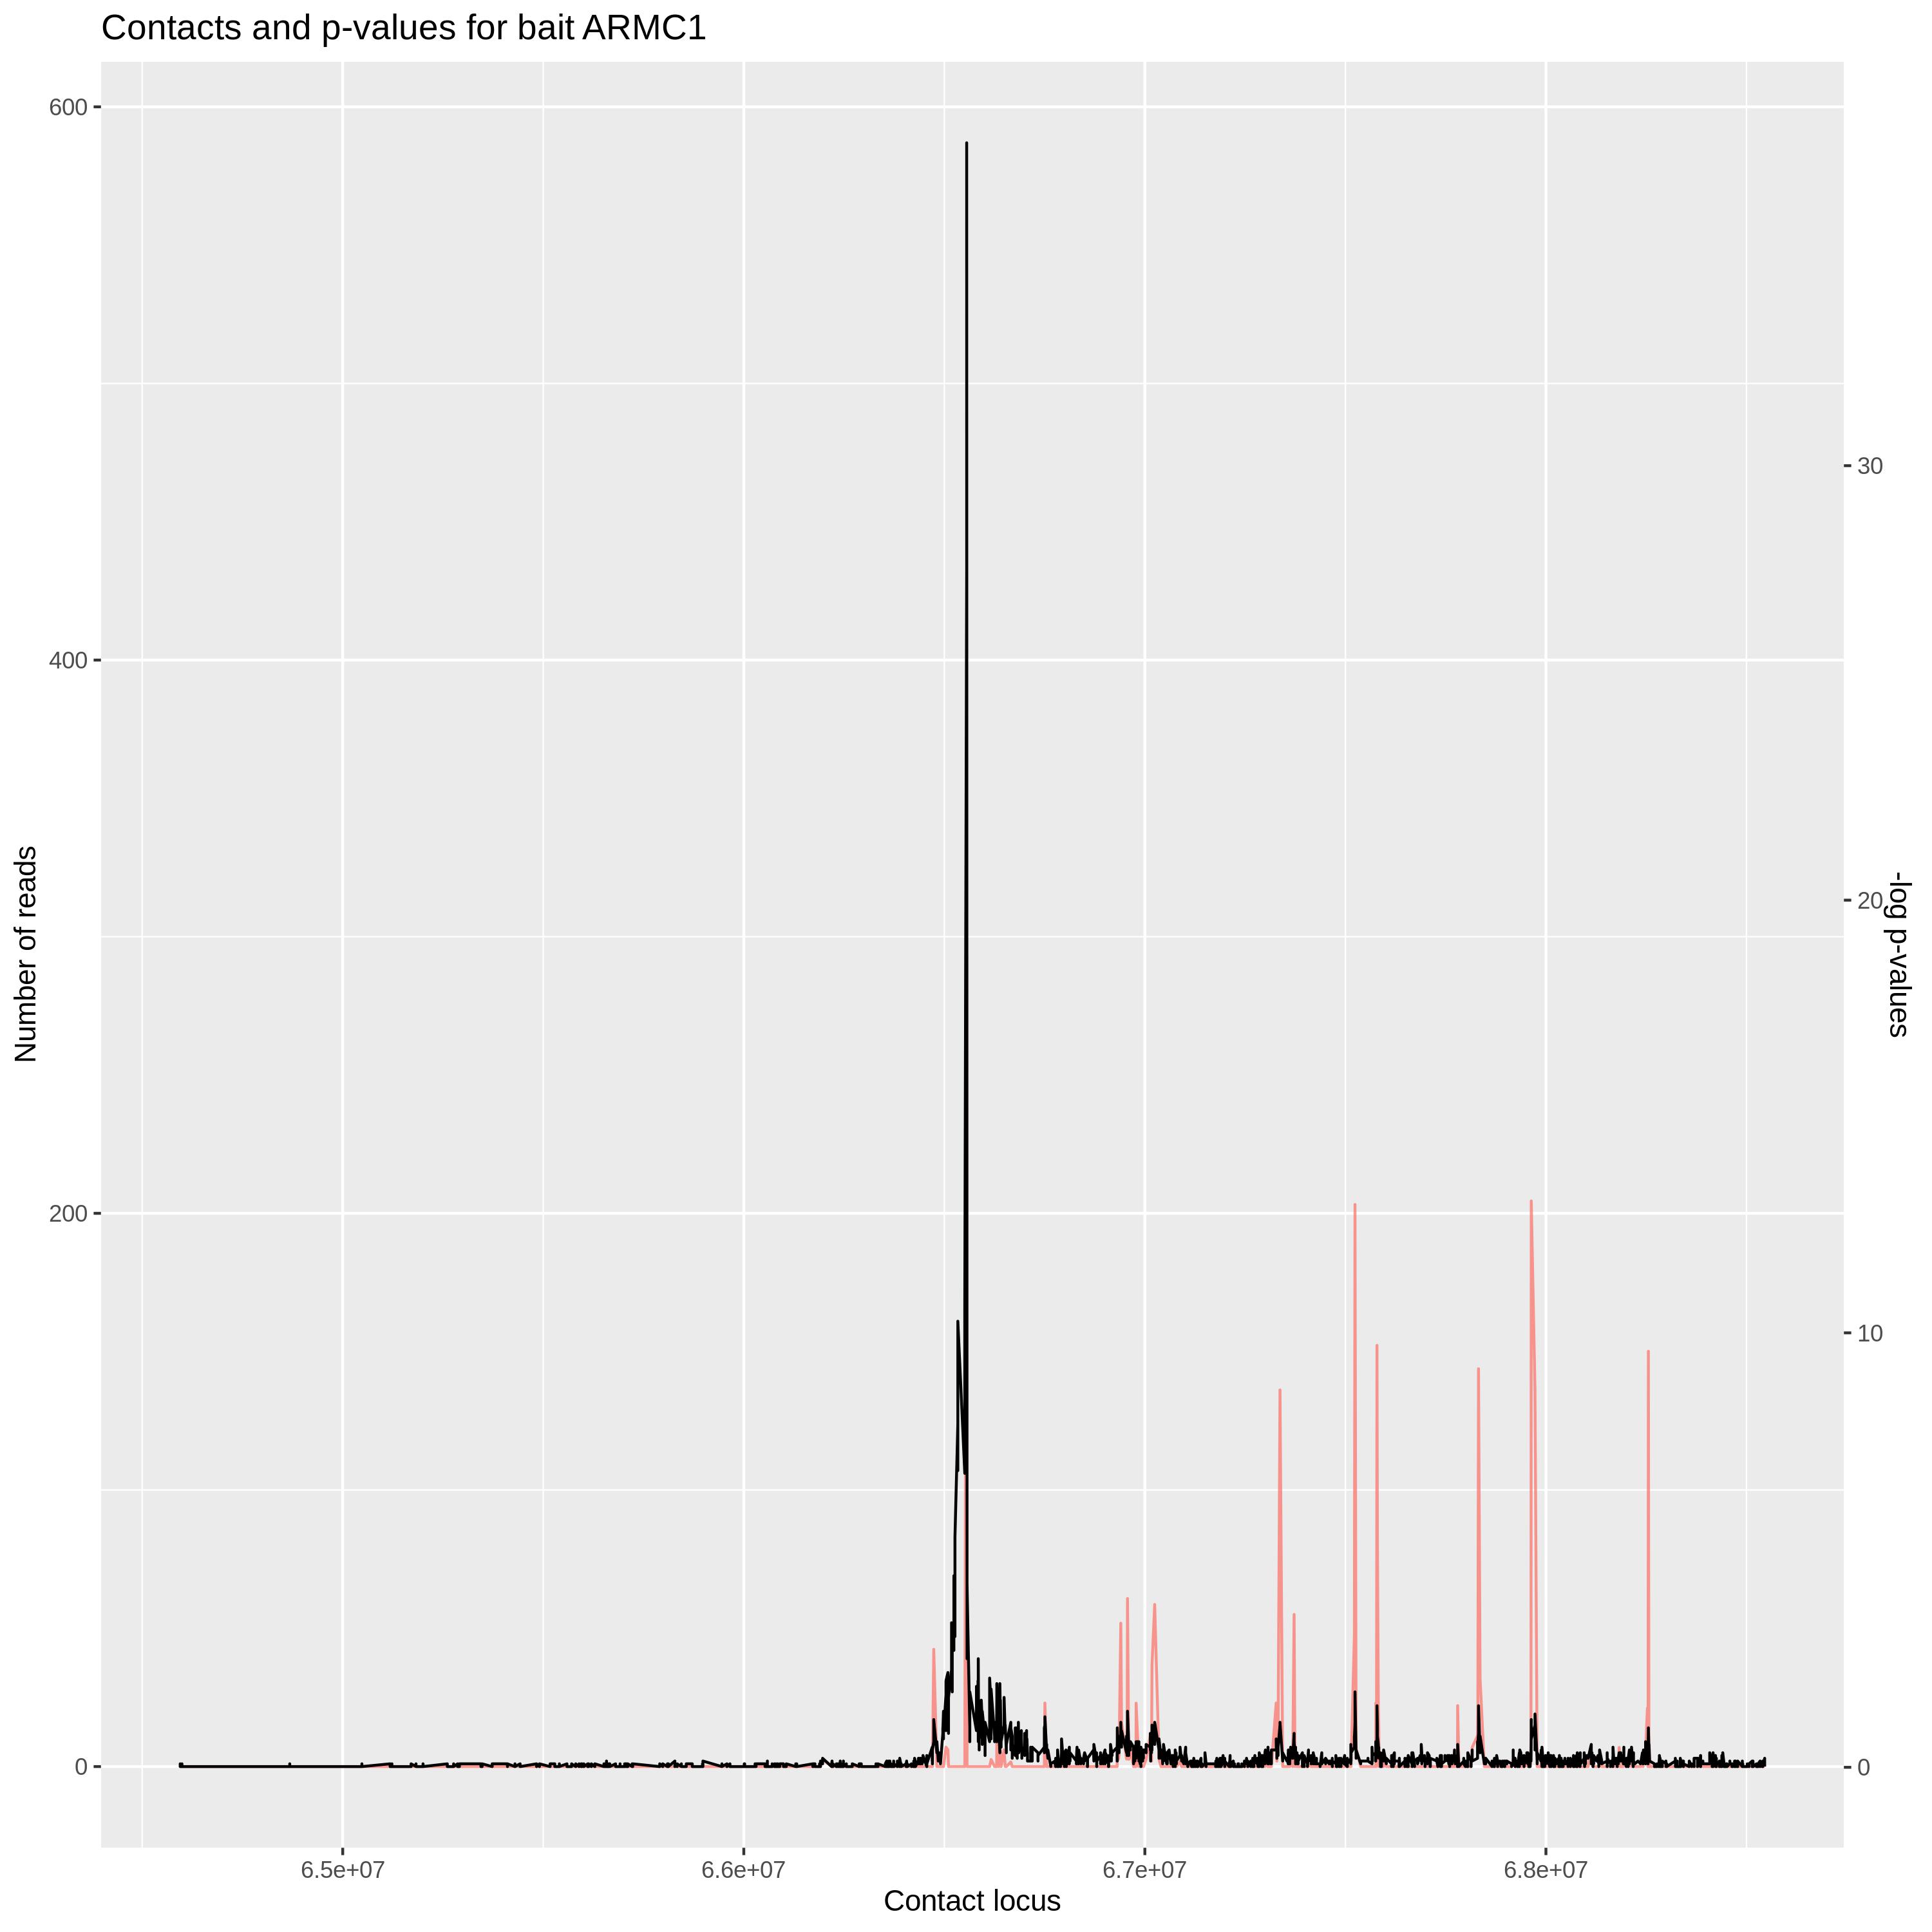 Contacts and p-values for bait ARMC1
600
400
200
0
Number of reads
30
20
10
0
-log p-values
6.5e+07
6.6e+07
6.7e+07
6.8e+07
Contact locus